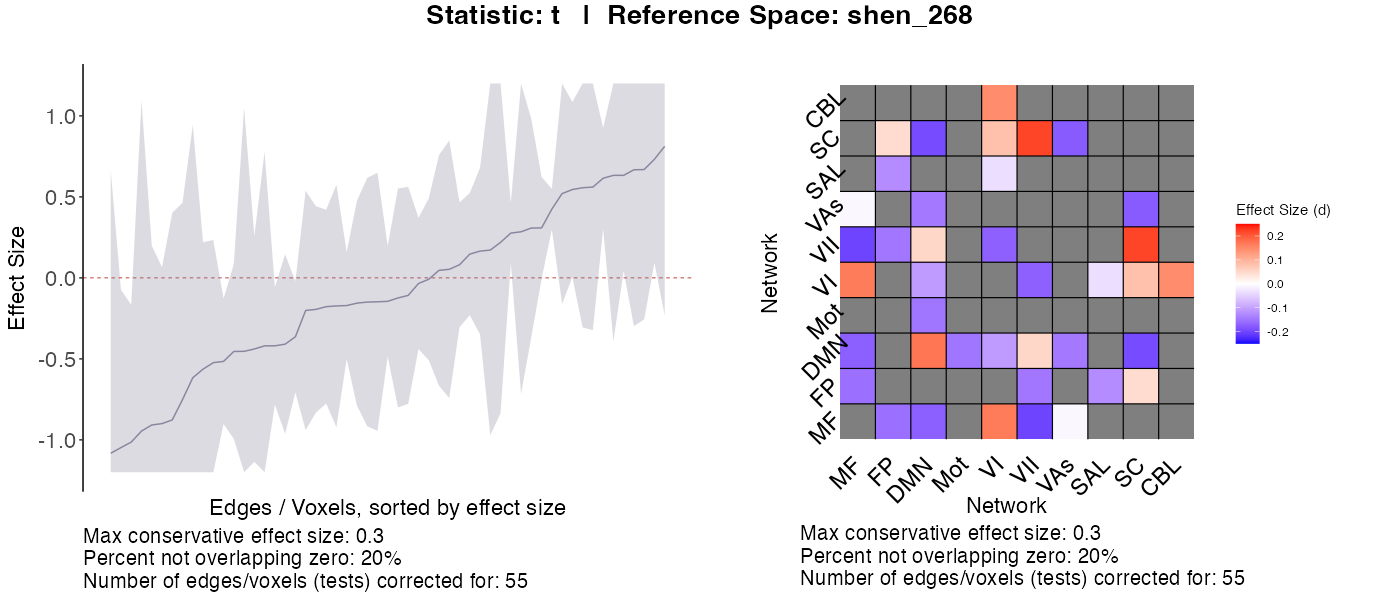 Statistic: t | Reference Space: shen_268
Effect Size
1.0
0.5
0.0
-0.5
-1.0
Edges / Voxels, sorted by effect size
Max conservative effect size: 0.3
Percent not overlapping zero: 20%
Number of edges/voxels (tests) corrected for: 55
Network
CBL
SC
SAL
VAs
VII
VI
Mot
DMN
FP
MF
MF
FP
DMN
Mot
VI
VII
VAs
SAL
SC
CBL
Network
Max conservative effect size: 0.3
Percent not overlapping zero: 20%
Number of edges/voxels (tests) corrected for: 55
Effect Size (d)
0.2
0.1
0.0
-0.1
-0.2